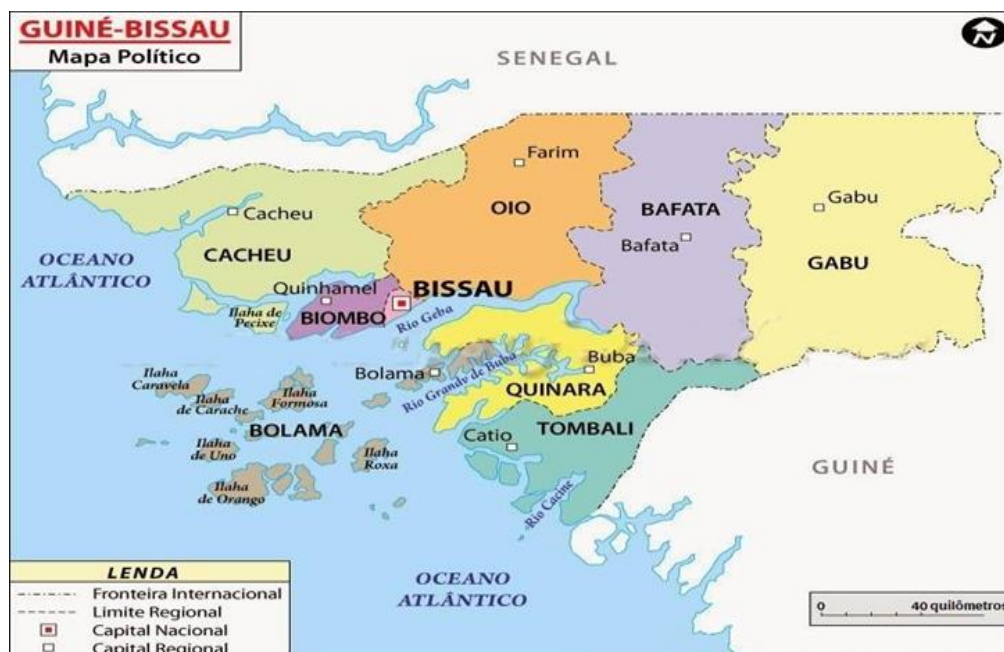 GUINÉ-BISSAU
Mapa Político
N
SENEGAL
Farim
Cacheu
OIO
BAFATA
Gabu
Bafata
CACHEU
GABU
OCEANO
ATLÂNTICO
Quinhamel
BISSAU
BIOMBO
Ilaha de
Pecixe
Rio Geba
Bolama
Buba
Rio Grande de Buba
QUINARA
Ilaha
Caravela
Ilaha
de Carache
Ilaha
Formosa
BOLAMA
Catio
TOMBALI
Ilaha
de Uno
Ilaha
Roxa
GUINÉ
Ilaha
de Orango
Rio Cacine
OCEANO
ATLÂNTICO
LENDA
Fronteira Internacional
Limite Regional
Capital Nacional
Capital Regional
0 40 quilômetros